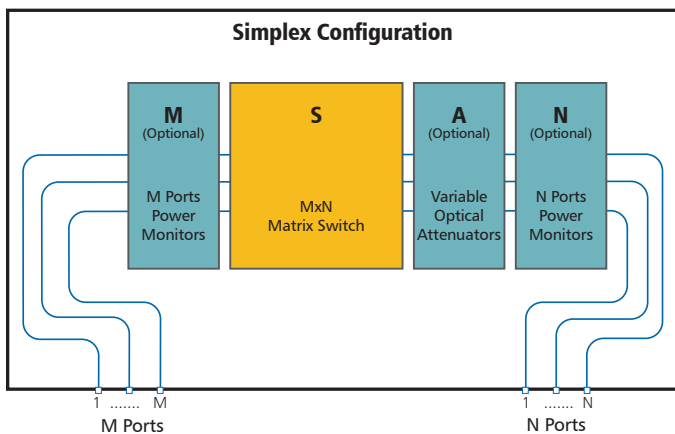 Simplex Configuration
M
(Optional)
M Ports
Power
Monitors
S
MxN
Matrix Switch
A
(Optional)
Variable
Optical
Attenuators
N
(Optional)
N Ports
Power
Monitors
1 ....... M
M Ports
1 ....... N
N Ports